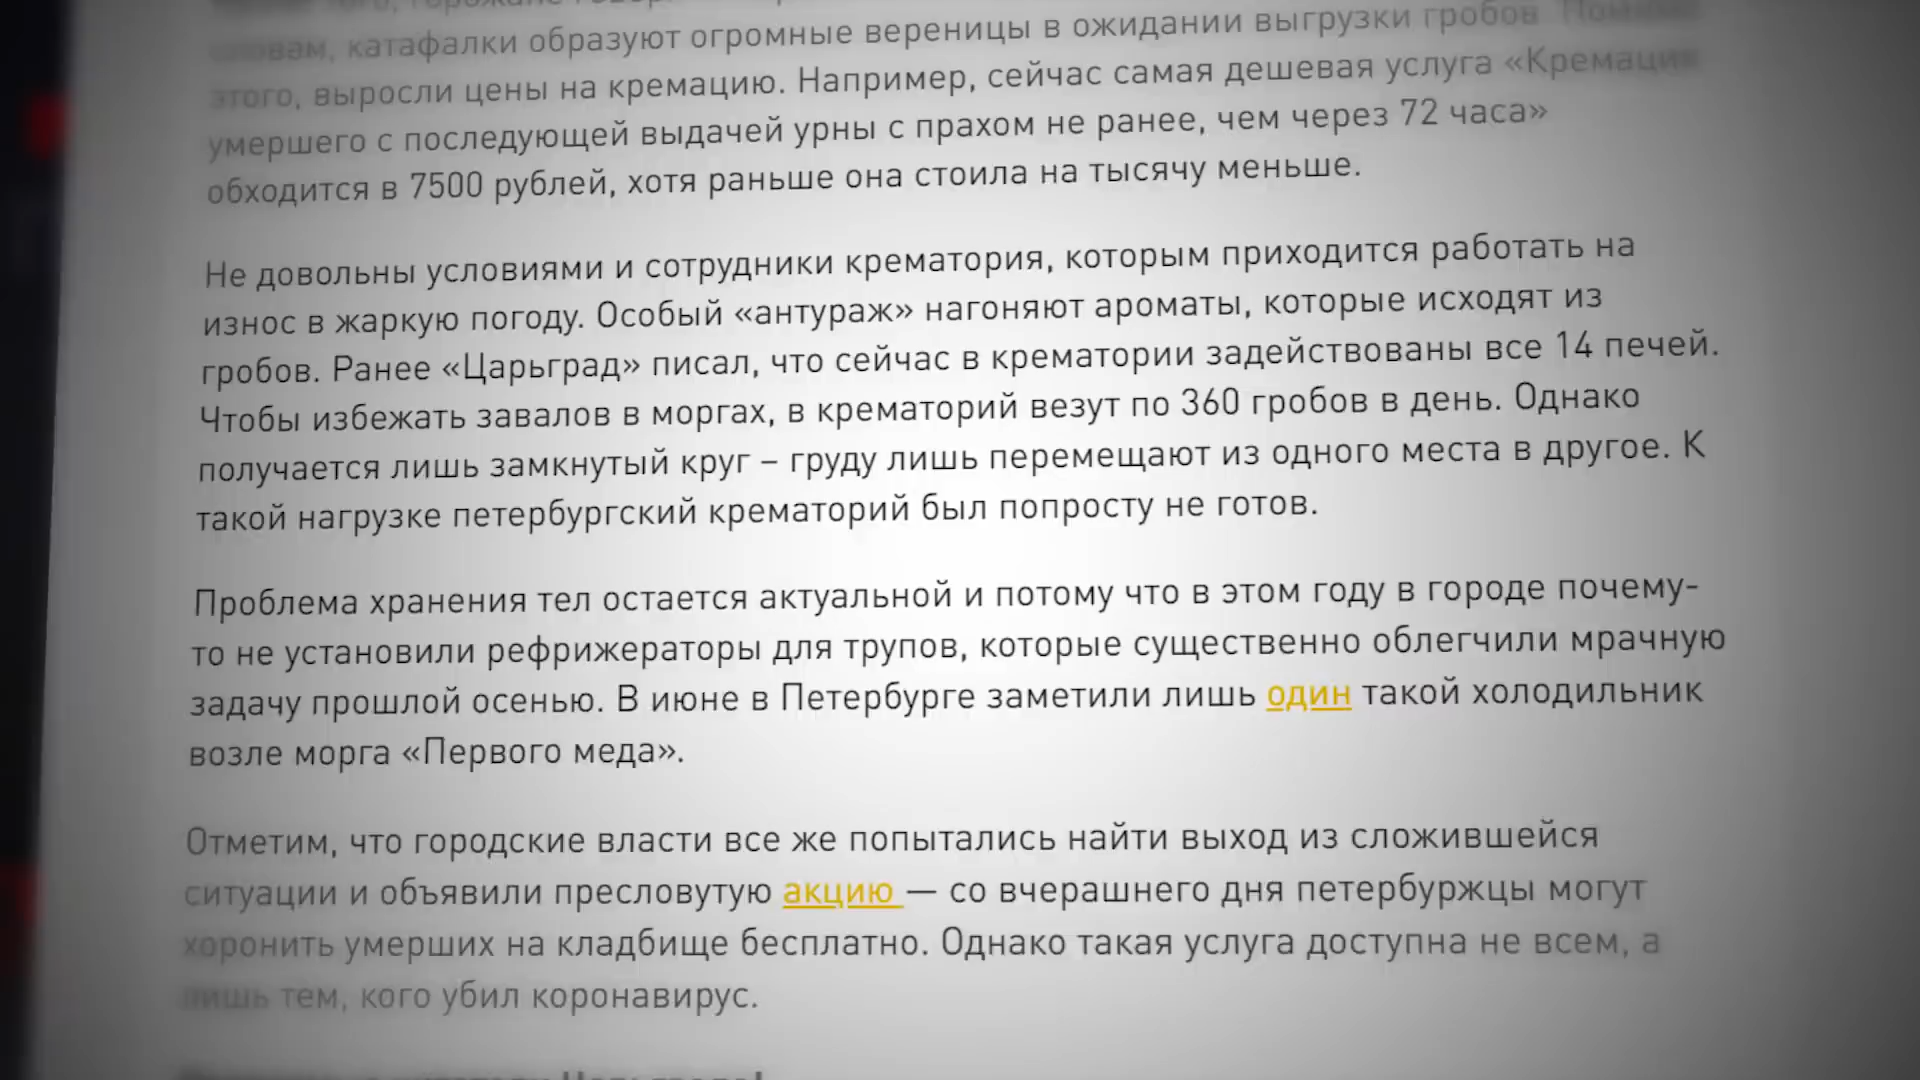 словам, катафалки образуют огромные вереницы в ожидании выгрузки гробов. Помимо
этого, выросли цены на кремацию. Например, сейчас самая дешевая услуга «Кремация
умершего с последующей выдачей урны с прахом не ранее, чем через 72 часа»
обходится в 7500 рублей, хотя раньше она стоила на тысячу меньше.
Не довольны условиями и сотрудники крематория, которым приходится работать на
износ в жаркую погоду. Особый «антураж» нагоняют ароматы, которые исходят из
гробов. Ранее «Царьград» писал, что сейчас в крематории задействованы все 14 печей.
Чтобы избежать завалов в моргах, в крематорий везут по 360 гробов в день. Однако
получается лишь замкнутый круг – груду лишь перемещают из одного места в другое. К
такой нагрузке петербургский крематорий был попросту не готов.
Проблема хранения тел остается актуальной и потому что в этом году в городе почему-
то не установили рефрижераторы для трупов, которые существенно облегчили мрачную
задачу прошлой осенью. В июне в Петербурге заметили лишь один такой холодильник
возле морга «Первого меда».
Отметим, что городские власти все же попытались найти выход из сложившейся
ситуации и объявили пресловутую акцию — со вчерашнего дня петербуржцы могут
хоронить умерших на кладбище бесплатно. Однако такая услуга доступна не всем, а
лишь тем, кого убил коронавирус.